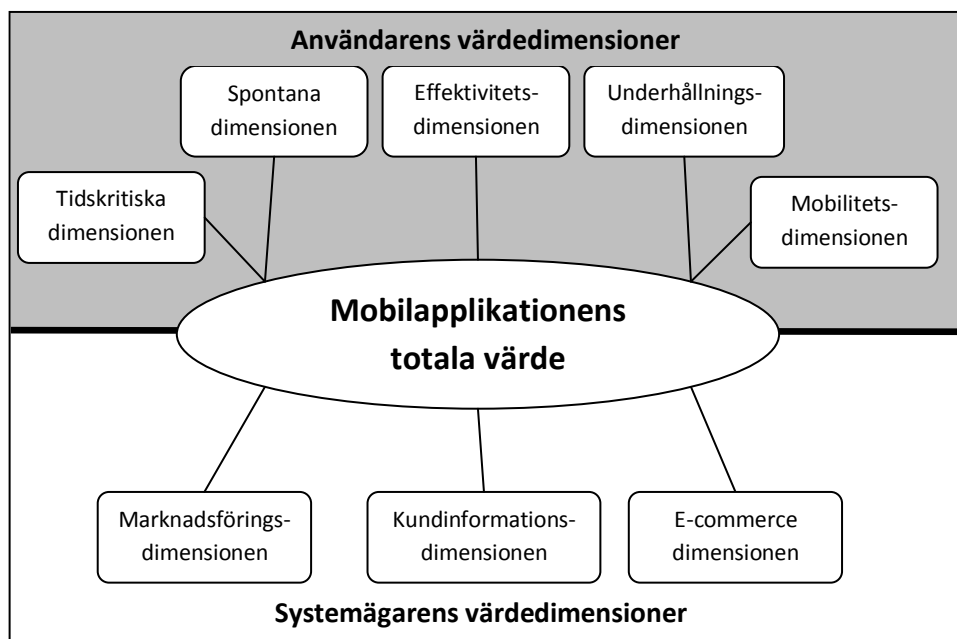 Användarens värdedimensioner
Spontana
dimensionen
Effektivitets-
dimensionen
Underhållnings-
dimensionen
Tidskritiska
dimensionen
Mobilitets-
dimensionen
Mobilapplikationens
totala värde
Marknadsförings-
dimensionen
Kundinformations-
dimensionen
E-commerce
dimensionen
Systemägarens värdedimensioner